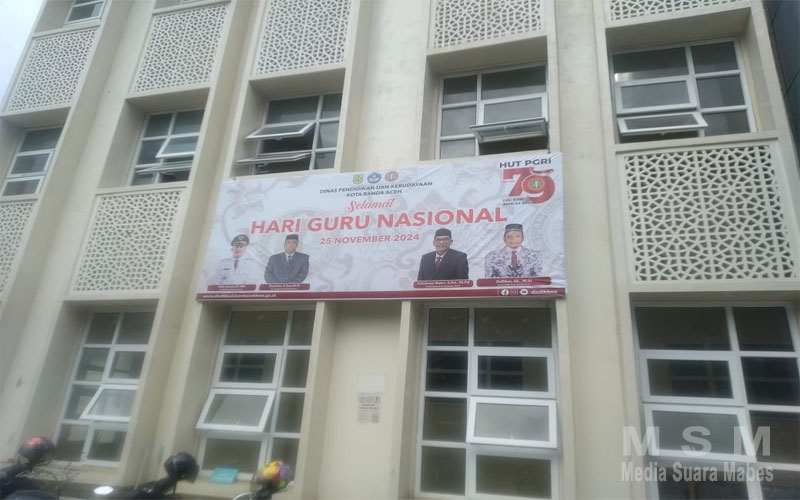 HUT PGRI
79
DINAS PENDIDIKAN DAN KEBUDAYAAN
KOTA BANDA ACEH
Selamat
HARI GURU NASIONAL
25 NOVEMBER 2024
M S M
Media Suara Mabes